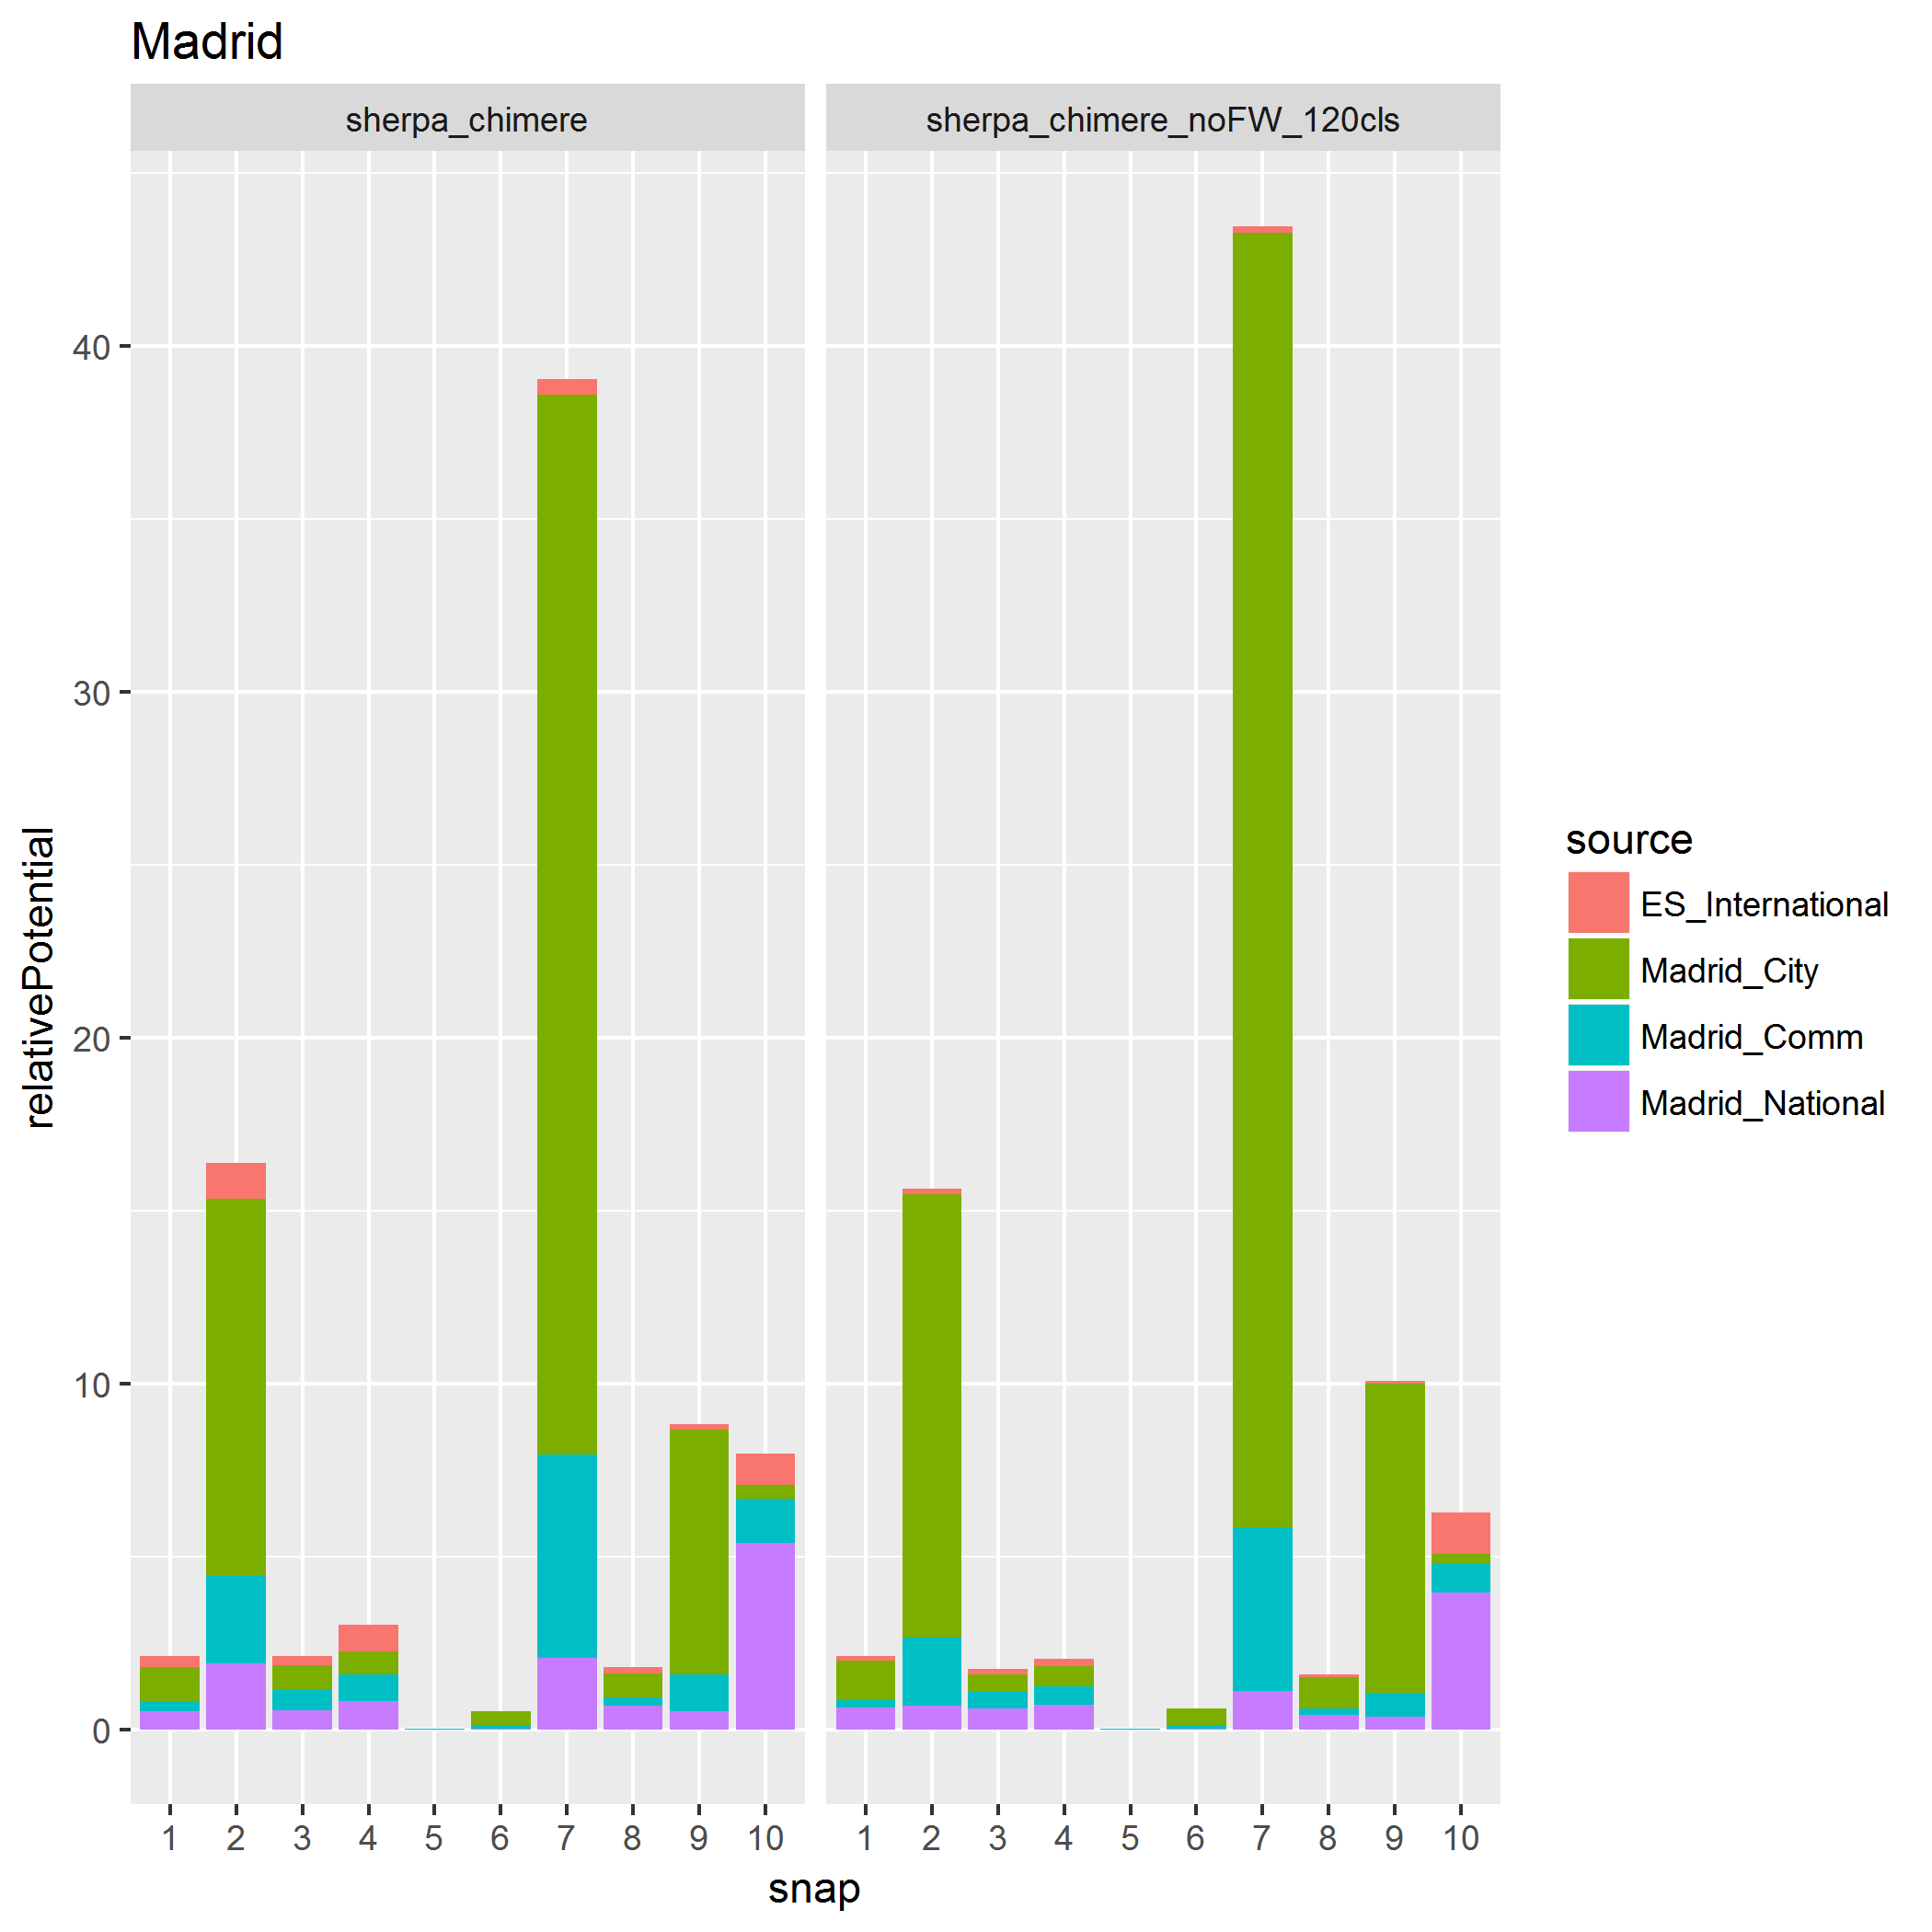 Madrid
sherpa_chimere
sherpa_chimere_noFW_120cls
40
30
20
10
0
relativePotential
1 2 3 4 5 6 7 8 9 10
1 2 3 4 5 6 7 8 9 10
snap
source
ES_International
Madrid_City
Madrid_Comm
Madrid_National